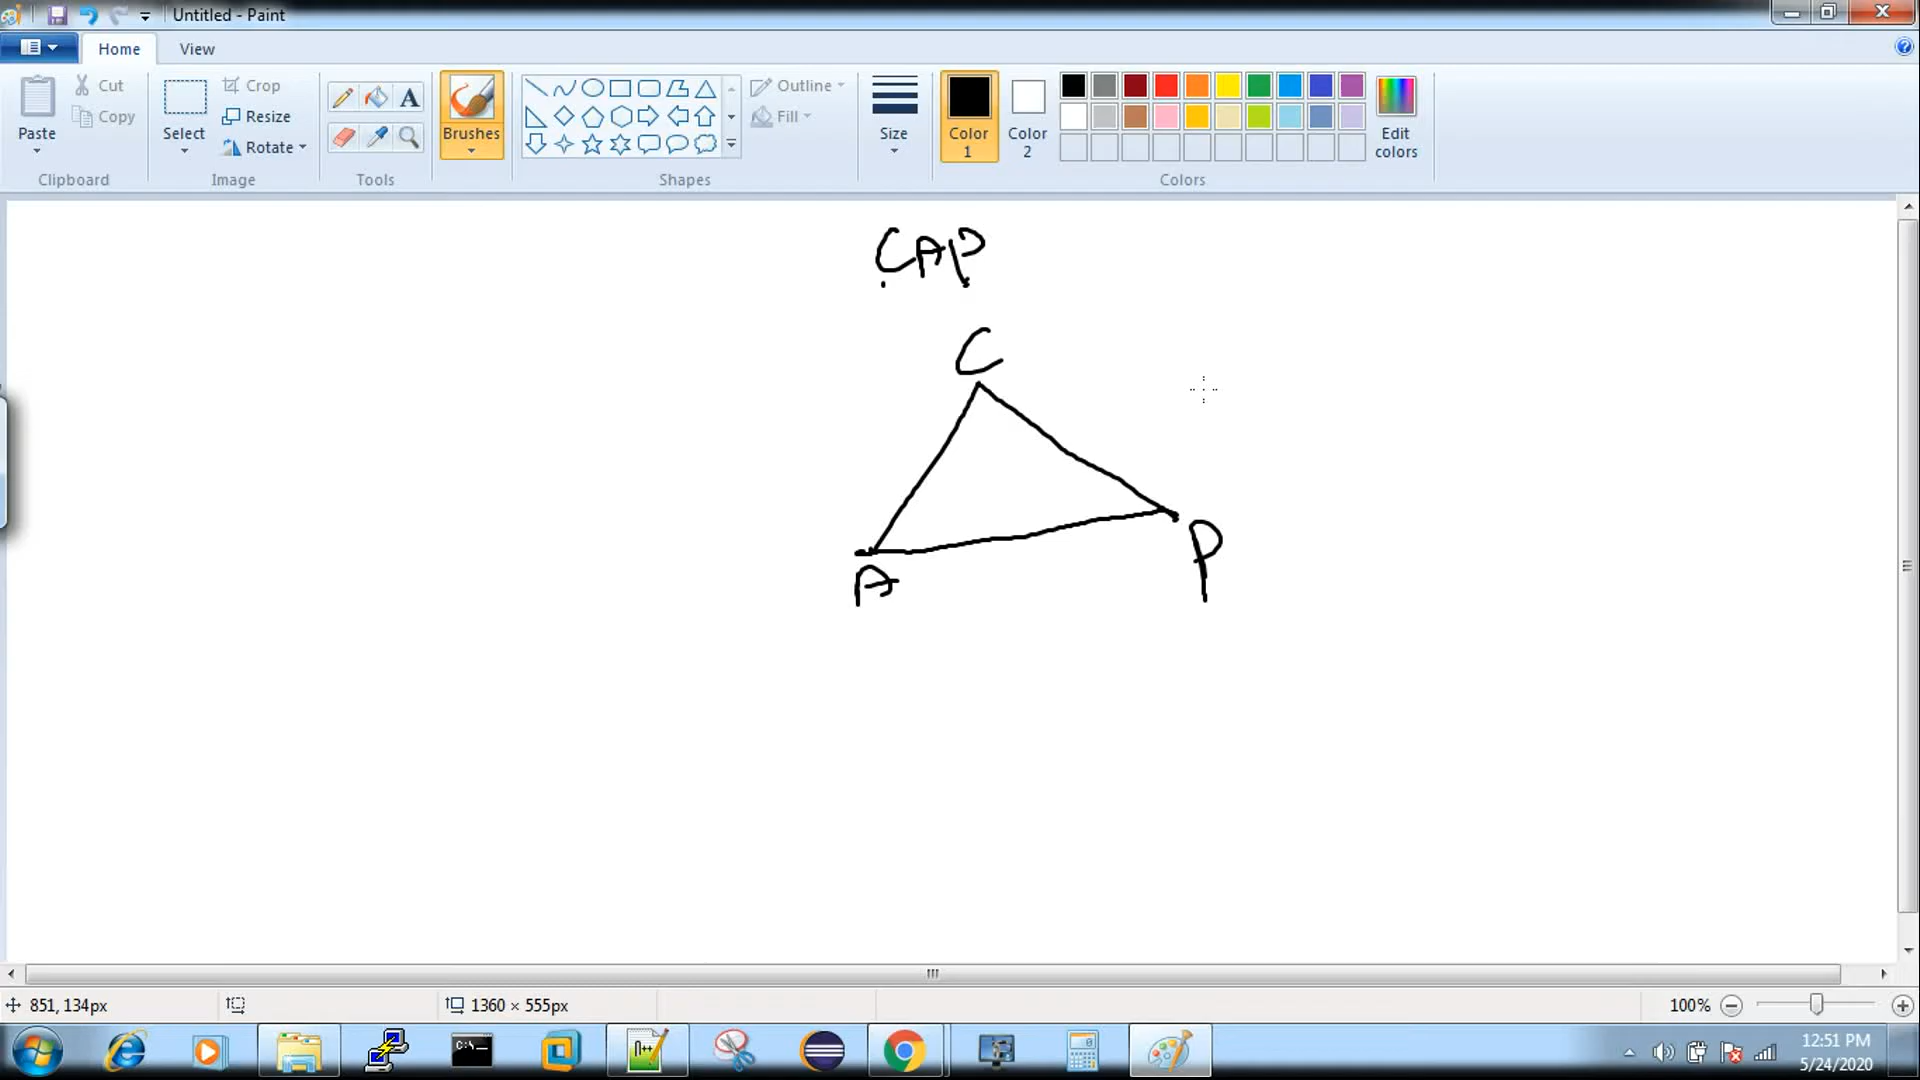 Untitled - Paint
Home View
Paste
Cut
Copy
Clipboard
Select
Crop
Resize
Rotate
Image
A
Tools
Brushes
Shapes
Outline
Fill
Size
Color 1
Color 2
Edit colors
Colors
CAP
C
A
P
851, 134px
1360 × 555px
100%
C:\
12:51 PM
5/24/2020